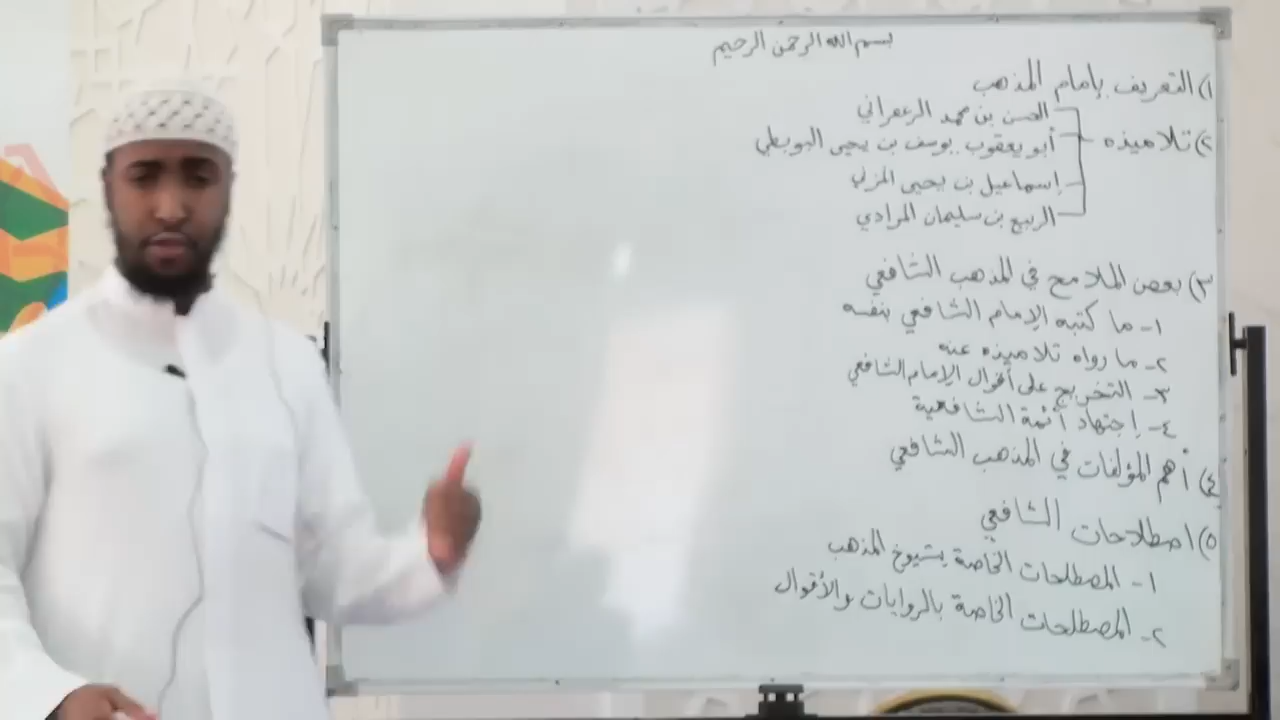 بسم الله الرحمن الرحيم
١) التعريف بإمام المذهب
٢) تلاميذه
الحسن بن محمد الزعفراني
أبو يعقوب يوسف بن يحيى البويطي
إسماعيل بن يحيى المزني
الربيع بن سليمان المرادي
٣) بعض الملامح في المذهب الشافعي
١- ما كتبه الإمام الشافعي بنفسه
٢- ما رواه تلاميذه عنه
٣- التخريج على أقوال الإمام الشافعي
٤- إجتهاد أئمة الشافعية
٤) أهم المؤلفات في المذهب الشافعي
٥) اصطلاحات الشافعي
١- المصطلحات الخاصة بشيوخ المذهب
٢- المصطلحات الخاصة بالروايات والأقوال